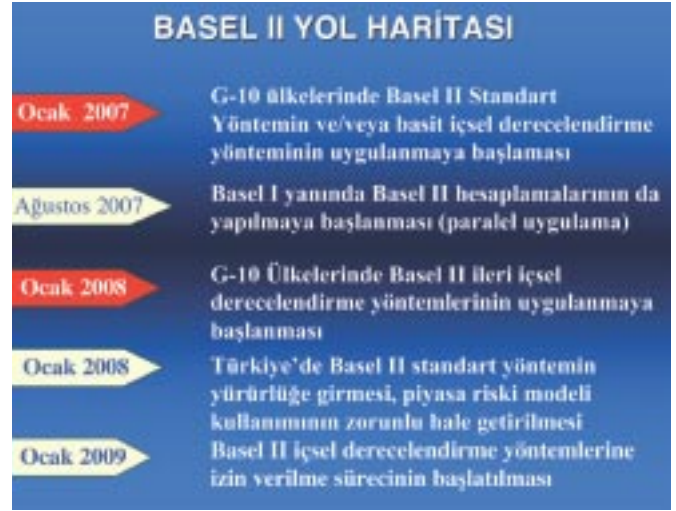 BASEL II YOL HARİTASI
Ocak 2007
G-10 ülkelerinde Basel II Standart
Yöntemin ve/veya basit içsel derecelendirme
yönteminin uygulanmaya başlaması
Ağustos 2007
Basel I yanında Basel II hesaplamalarının da
yapılmaya başlanması (paralel uygulama)
Ocak 2008
G-10 Ülkelerinde Basel II ileri içsel
derecelendirme yöntemlerinin uygulanmaya
başlanması
Ocak 2008
Türkiye'de Basel II standart yöntemin
yürürlüğe girmesi, piyasa riski modeli
kullanımının zorunlu hale getirilmesi
Ocak 2009
Basel II içsel derecelendirme yöntemlerine
izin verilme sürecinin başlatılması